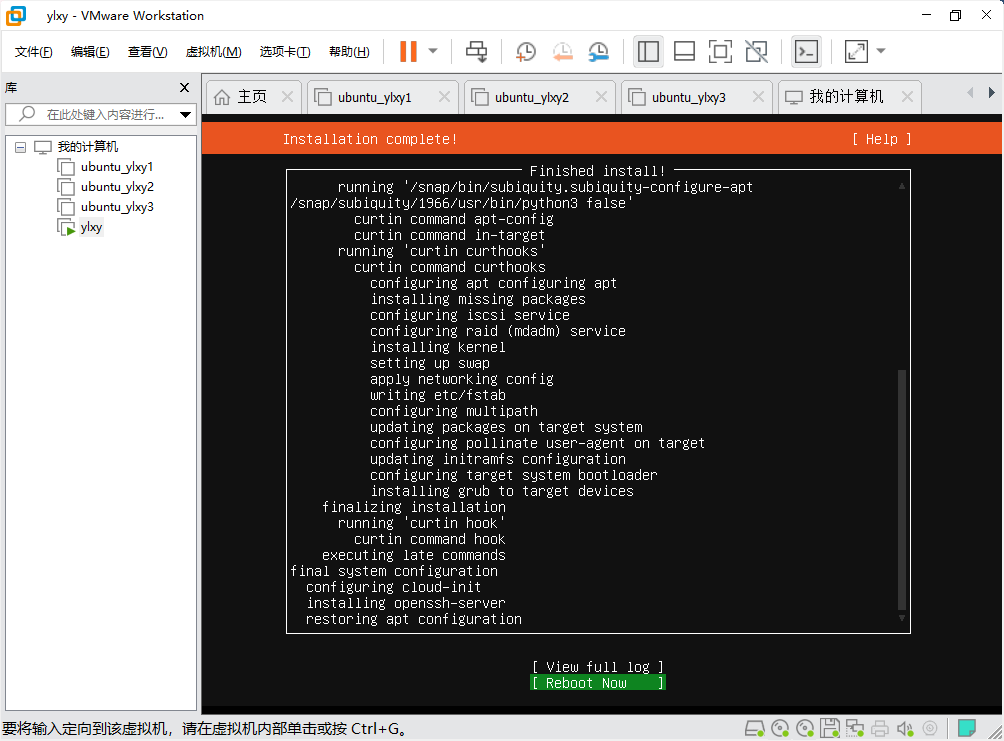 ylxy - VMware Workstation
文件(F) 编辑(E) 查看(V) 虚拟机(M) 选项卡(T) 帮助(H)
库
在此处键入内容进行...
我的计算机
ubuntu_ylxy1
ubuntu_ylxy2
ubuntu_ylxy3
ylxy
主页 ubuntu_ylxy1 ubuntu_ylxy2 ubuntu_ylxy3 我的计算机
Installation complete! [ Help ]
Finished install!
running '/snap/bin/subiquity.subiquity-configure-apt
/snap/subiquity/1966/usr/bin/python3 false'
curtin command apt-config
curtin command in-target
running 'curtin curthooks'
curtin command curthooks
configuring apt configuring apt
installing missing packages
configuring iscsi service
configuring raid (mdadm) service
installing kernel
setting up swap
apply networking config
writing etc/fstab
configuring multipath
updating packages on target system
configuring pollinate user-agent on target
updating initramfs configuration
configuring target system bootloader
installing grub to target devices
finalizing installation
running 'curtin hook'
curtin command hook
executing late commands
final system configuration
configuring cloud-init
installing openssh-server
restoring apt configuration
[ View full log ]
[ Reboot Now ]
要将输入定向到该虚拟机，请在虚拟机内部单击或按 Ctrl+G。